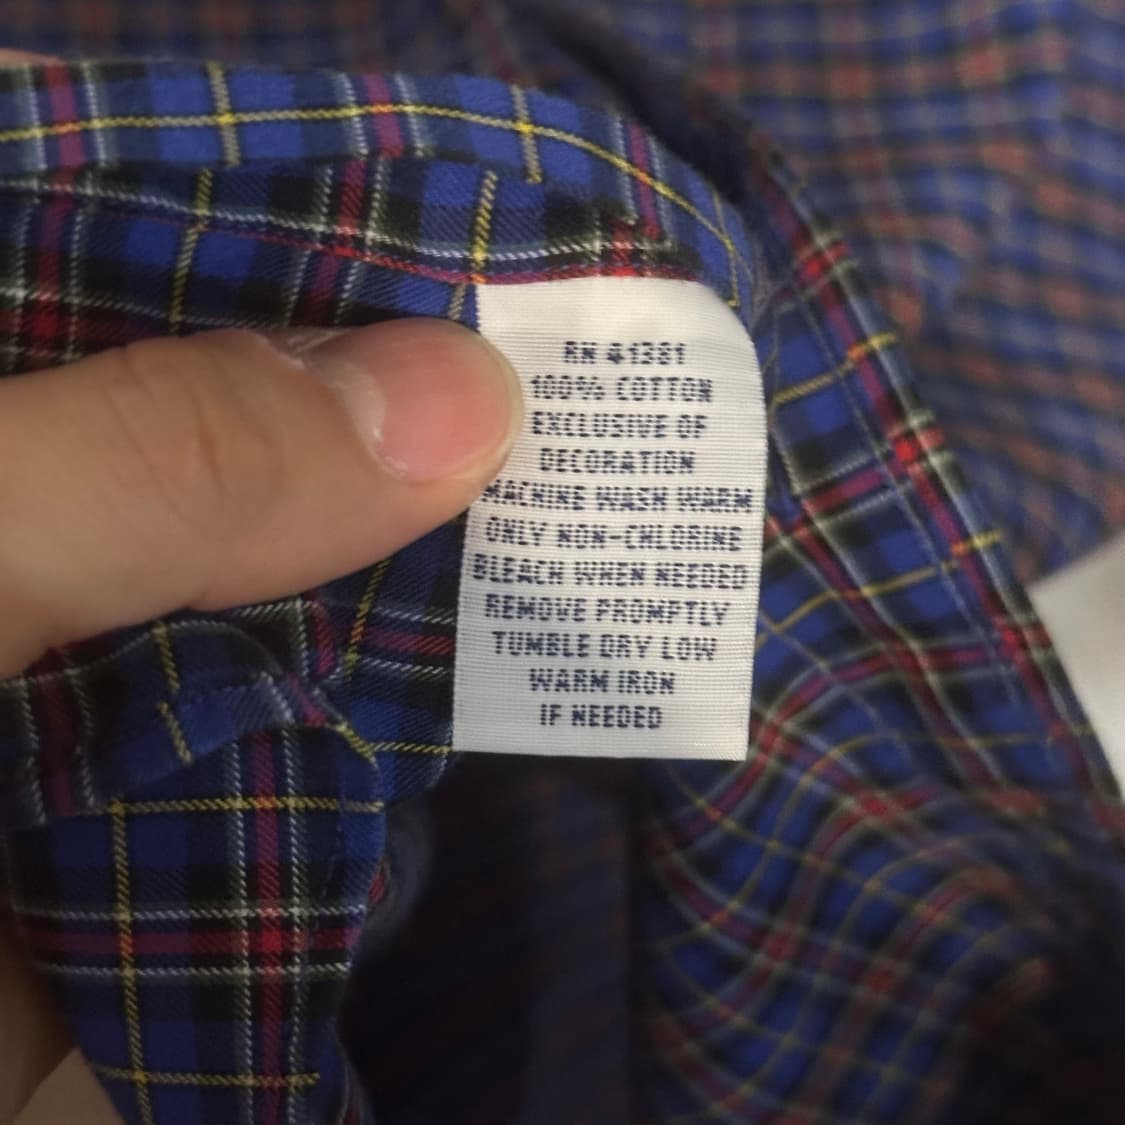 RN 41381
100% COTTON
EXCLUSIVE OF
DECORATION
MACHINE WASH WARM
ONLY NON-CHLORINE
BLEACH WHEN NEEDED
REMOVE PROMPTLY
TUMBLE DRY LOW
WARM IRON
IF NEEDED